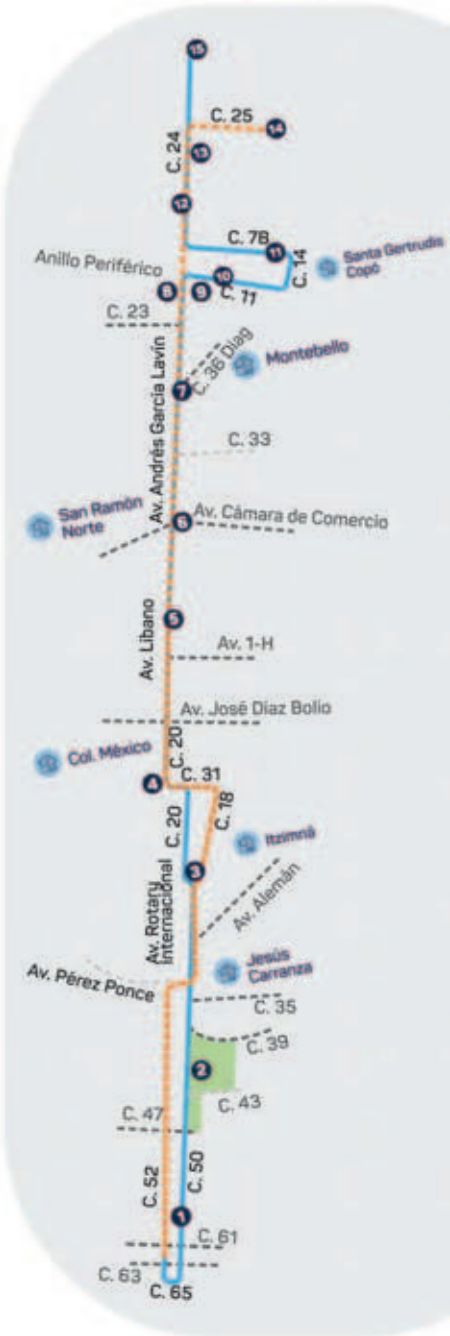 15
C. 25
14
C. 24
13
12
C. 78
11
C. 14
Santa Gertrudis
Copó
Anillo Periférico
10
8
9
C. 11
C. 23
C. 36 Diag
Montebello
7
Av. Andrés García Lavín
C. 33
San Ramón
Norte
6
Av. Cámara de Comercio
5
Av. Líbano
Av. 1-H
Av. José Díaz Bolio
C. 20
Col. México
C. 31
4
C. 18
C. 20
Itzimná
3
Av. Alemán
Av. Rotary
Internacional
Jesús
Carranza
Av. Pérez Ponce
C. 35
C. 39
2
C. 43
C. 47
C. 52
C. 50
1
C. 61
C. 63
C. 65